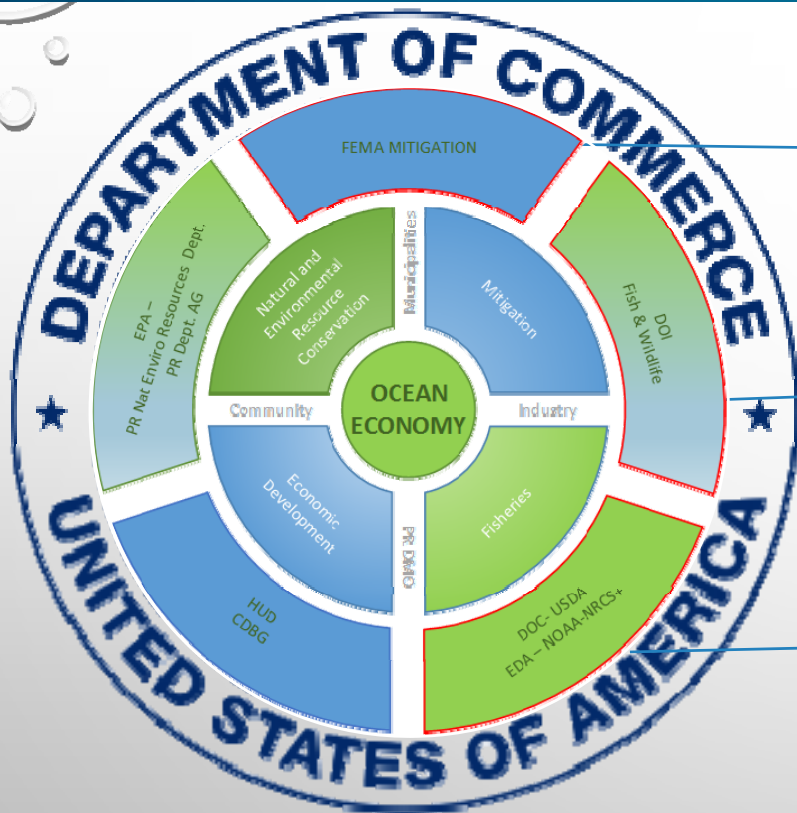 DEPARTMENT OF COMMERCE
FEMA MITIGATION
EPA –
PR Nat Enviro Resources Dept.
PR Dept. AG
DOI
Fish & Wildlife
Natural and
Environmental
Resource
Conservation
Municipalities
Mitigation
OCEAN
ECONOMY
Community
Industry
Economic
Development
Fisheries
HUD
CDBG
DOC- USDA
EDA – NOAA-NRCS+
UNITED STATES OF AMERICA